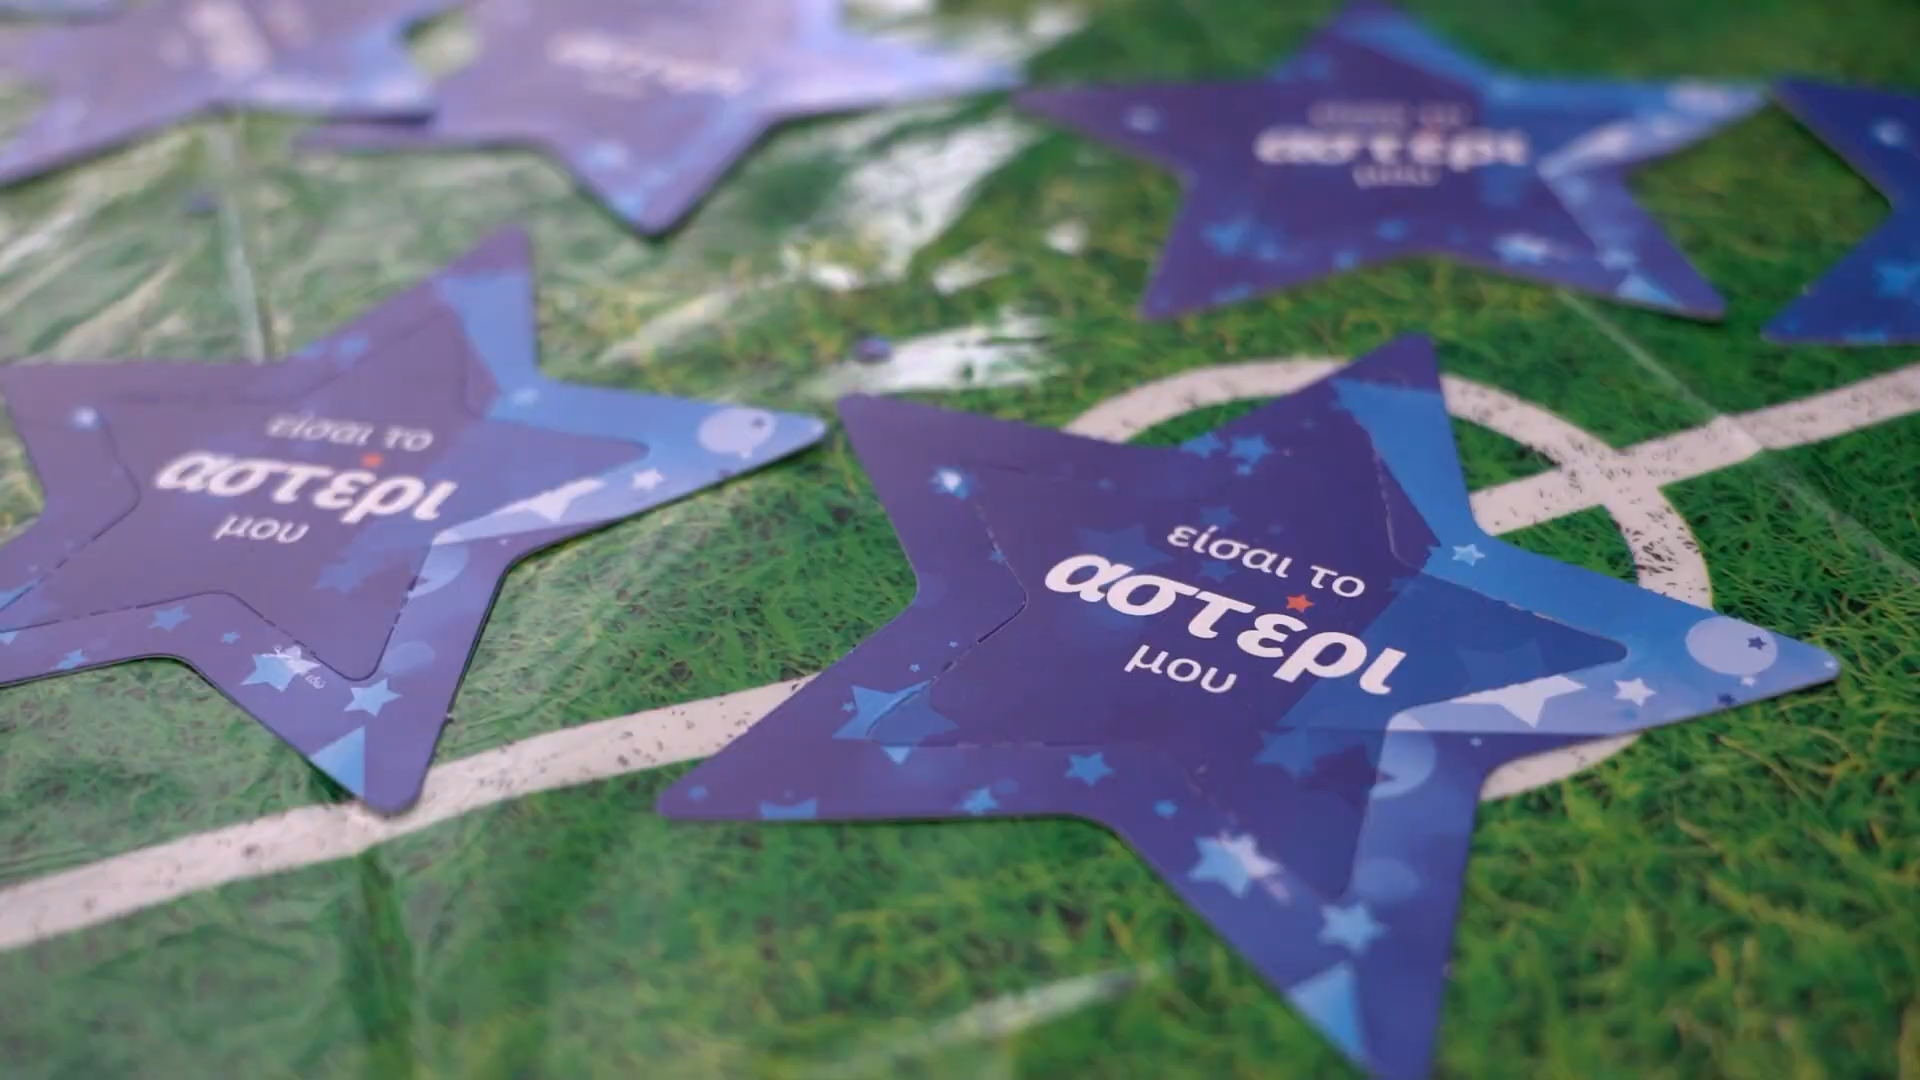 είσαι το
αστέρι
μου
είσαι το
αστέρι
μου
αστέρι
μου